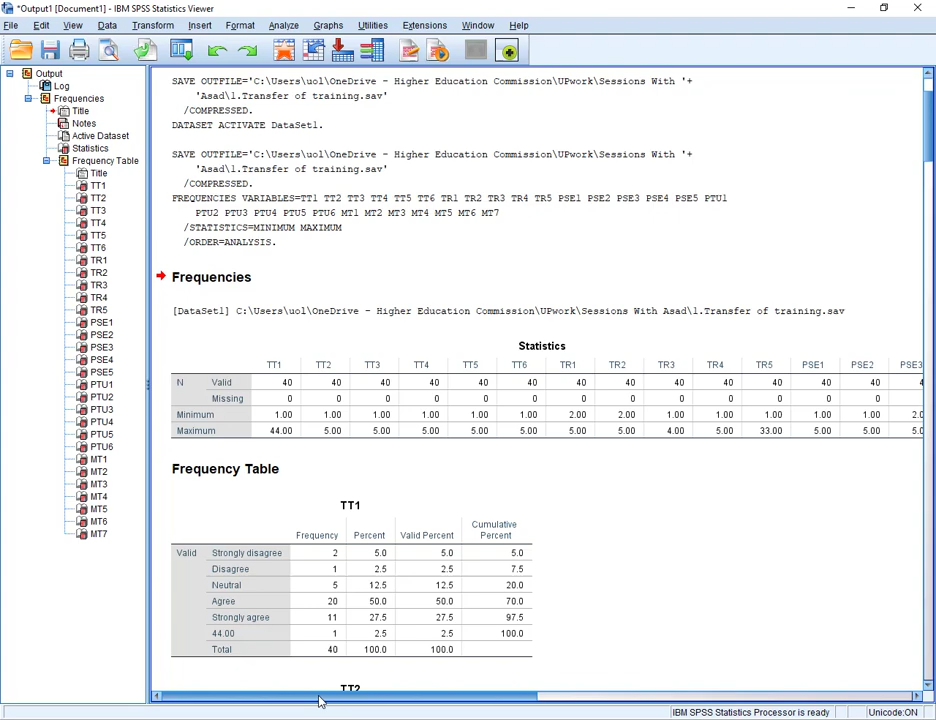 *Output1 [Document1] - IBM SPSS Statistics Viewer
File Edit View Data Transform Insert Format Analyze Graphs Utilities Extensions Window Help
Output
Log
Frequencies
Title
Notes
Active Dataset
Statistics
Frequency Table
Title
TT1
TT2
TT3
TT4
TT5
TT6
TR1
TR2
TR3
TR4
TR5
PSE1
PSE2
PSE3
PSE4
PSE5
PTU1
PTU2
PTU3
PTU4
PTU5
PTU6
MT1
MT2
MT3
MT4
MT5
MT6
MT7
SAVE OUTFILE='C:\Users\uol\OneDrive - Higher Education Commission\UPwork\Sessions With '+
'Asad\1.Transfer of training.sav'
/COMPRESSED.
DATASET ACTIVATE DataSet1.
SAVE OUTFILE='C:\Users\uol\OneDrive - Higher Education Commission\UPwork\Sessions With '+
'Asad\1.Transfer of training.sav'
/COMPRESSED.
FREQUENCIES VARIABLES=TT1 TT2 TT3 TT4 TT5 TT6 TR1 TR2 TR3 TR4 TR5 PSE1 PSE2 PSE3 PSE4 PSE5 PTU1
PTU2 PTU3 PTU4 PTU5 PTU6 MT1 MT2 MT3 MT4 MT5 MT6 MT7
/STATISTICS=MINIMUM MAXIMUM
/ORDER=ANALYSIS.
Frequencies
[DataSet1] C:\Users\uol\OneDrive - Higher Education Commission\UPwork\Sessions With Asad\1.Transfer of training.sav
Statistics
TT1 TT2 TT3 TT4 TT5 TT6 TR1 TR2 TR3 TR4 TR5 PSE1 PSE2 PSE3
N Valid 40 40 40 40 40 40 40 40 40 40 40 40 40 4
Missing 0 0 0 0 0 0 0 0 0 0 0 0 0
Minimum 1.00 1.00 1.00 1.00 1.00 1.00 2.00 2.00 1.00 1.00 1.00 1.00 1.00 2.0
Maximum 44.00 5.00 5.00 5.00 5.00 5.00 5.00 5.00 4.00 5.00 33.00 5.00 5.00 5.0
Frequency Table
TT1
Frequency Percent Valid Percent Cumulative Percent
Valid Strongly disagree 2 5.0 5.0 5.0
Disagree 1 2.5 2.5 7.5
Neutral 5 12.5 12.5 20.0
Agree 20 50.0 50.0 70.0
Strongly agree 11 27.5 27.5 97.5
44.00 1 2.5 2.5 100.0
Total 40 100.0 100.0
TT2
IBM SPSS Statistics Processor is ready Unicode:ON